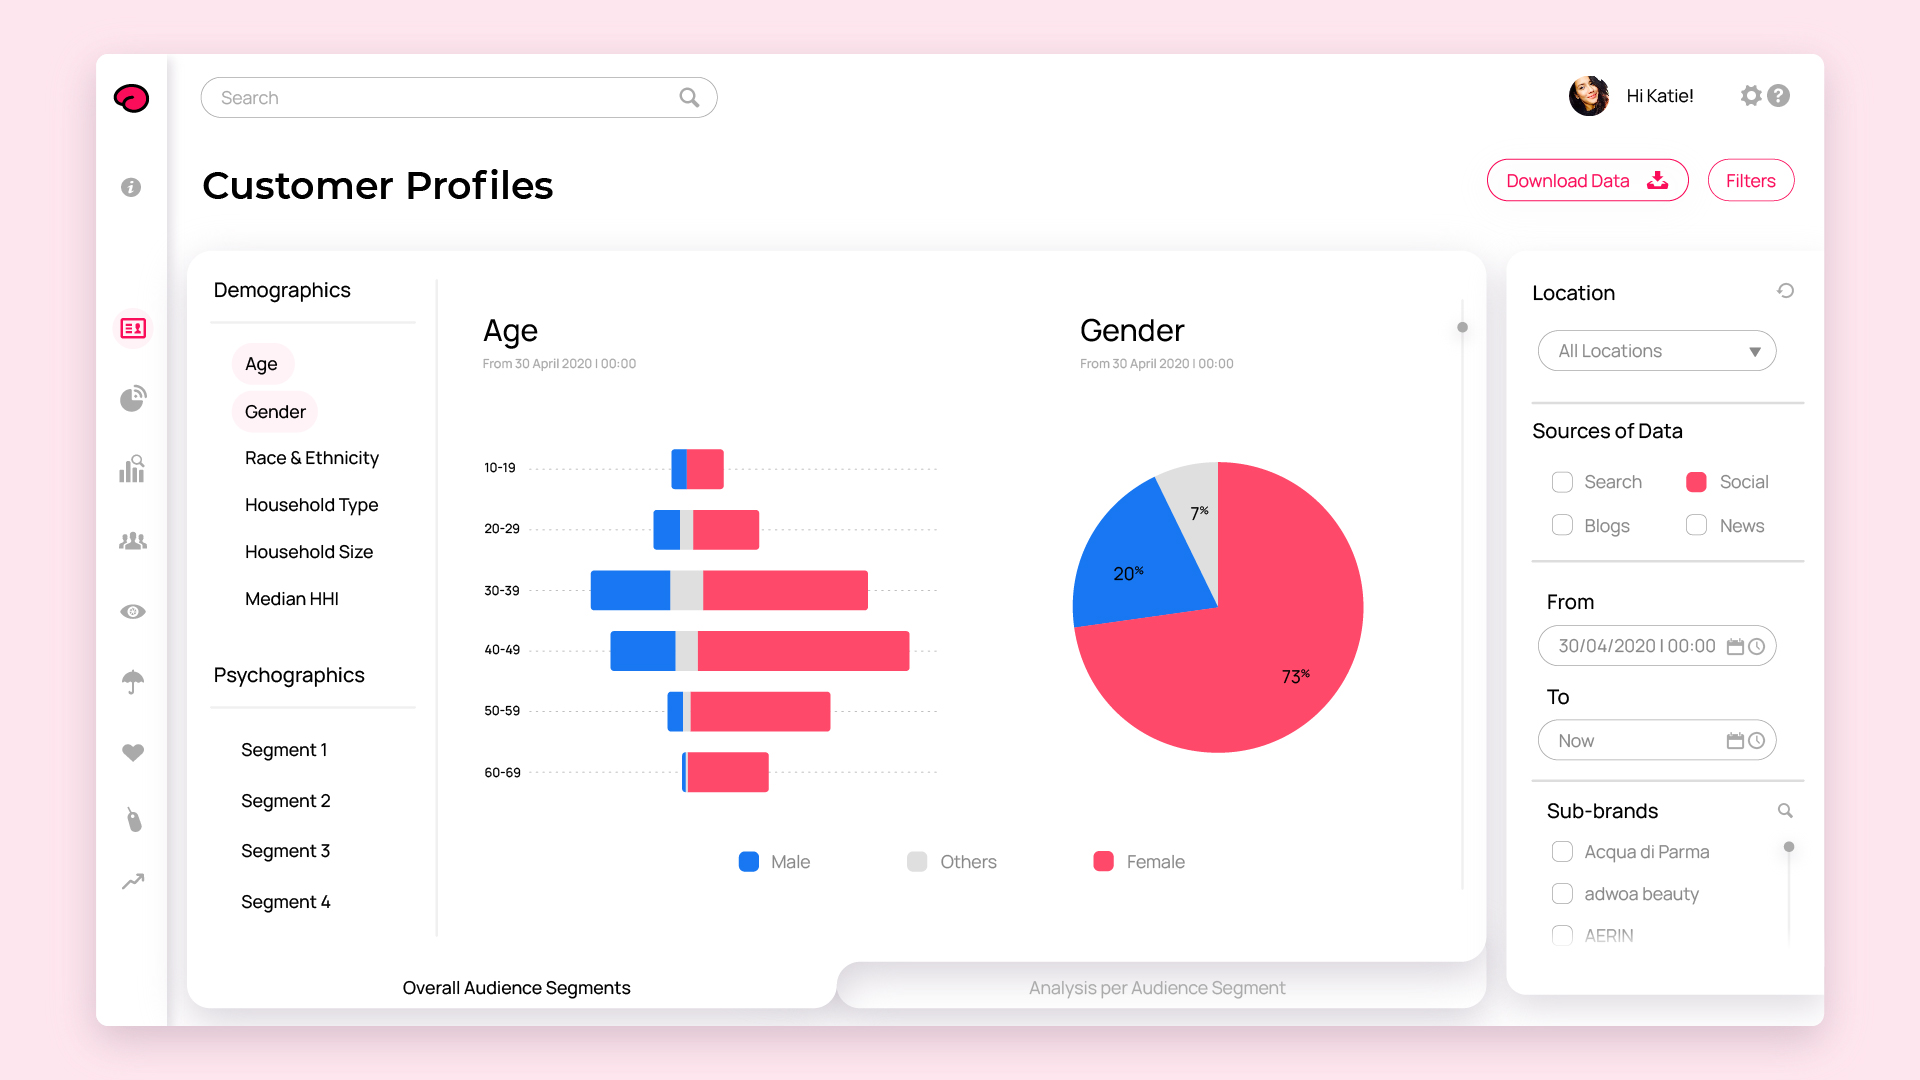 Search
Hi Katie!
Customer Profiles
Download Data
Filters
Demographics
Age
Gender
Race & Ethnicity
Household Type
Household Size
Median HHI
Psychographics
Segment 1
Segment 2
Segment 3
Segment 4
Age
From 30 April 2020 | 00:00
10-19
20-29
30-39
40-49
50-59
60-69
Gender
From 30 April 2020 | 00:00
7%
20%
73%
Male
Others
Female
Overall Audience Segments
Analysis per Audience Segment
Location
All Locations
Sources of Data
Search
Social
Blogs
News
From
30/04/2020 | 00:00
To
Now
Sub-brands
Acqua di Parma
adwoa beauty
AERIN